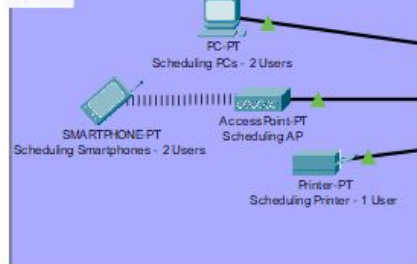 PC-PT
Scheduling PCs - 2 Users
SMARTPHONE-PT
Scheduling Smartphones - 2 Users
AccessPoint-PT
Scheduling AP
Printer-PT
Scheduling Printer - 1 User